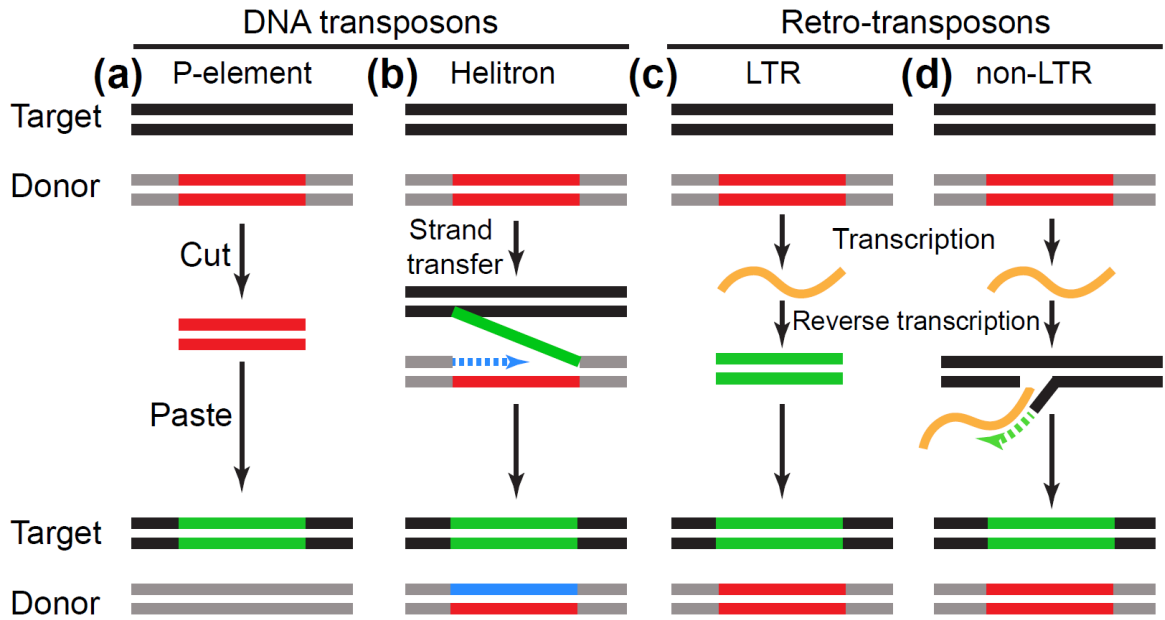 DNA transposons
Retro-transposons
(a) P-element
(b) Helitron
(c) LTR
(d) non-LTR
Target
Donor
Cut
Strand
transfer
Transcription
Reverse transcription
Paste
Target
Donor